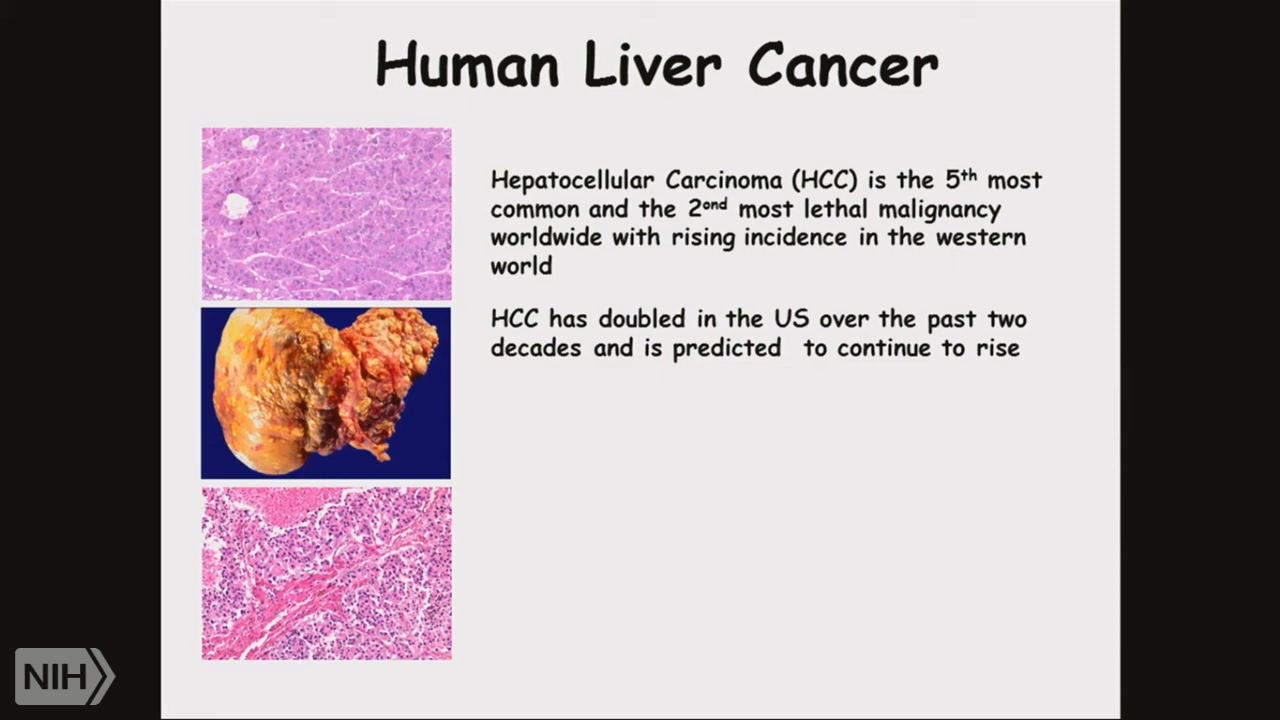 Human Liver Cancer
Hepatocellular Carcinoma (HCC) is the 5th most
common and the 2ond most lethal malignancy
worldwide with rising incidence in the western
world
HCC has doubled in the US over the past two
decades and is predicted to continue to rise
NIH